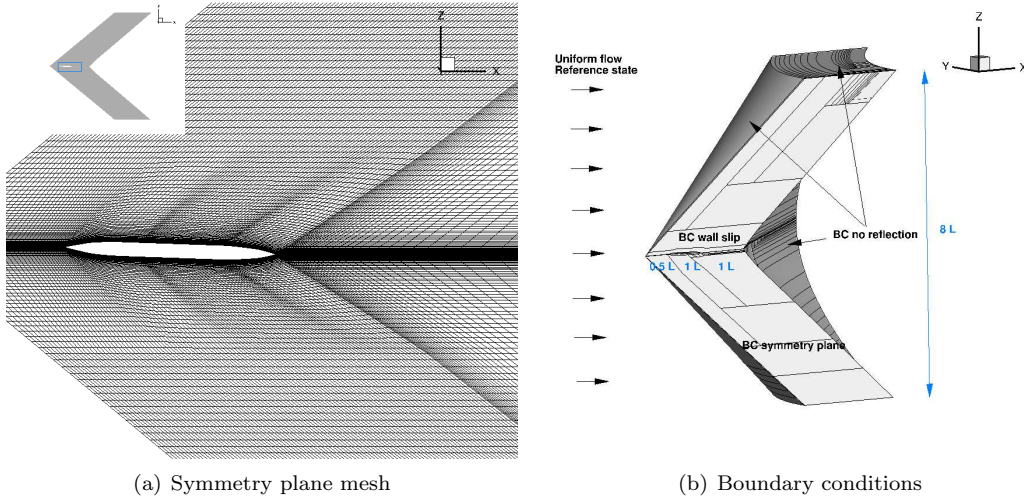 Z
X
(a) Symmetry plane mesh
Uniform flow
Reference state
Z
Y
X
BC wall slip
BC no reflection
8 L
0.5 L
1 L
1 L
BC symmetry plane
(b) Boundary conditions